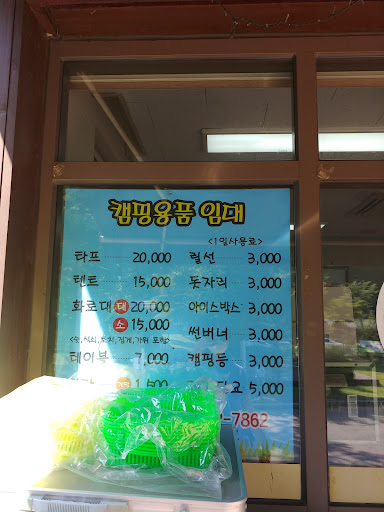 캠핑용품 임대
<1일사용료>
타프 20,000 릴선 3,000
텐트 15,000 돗자리 3,000
화로대 대 20,000 아이스박스 3,000
소 15,000 썬버너 3,000
테이블 7,000 캠핑등 3,000
5,000
-7862